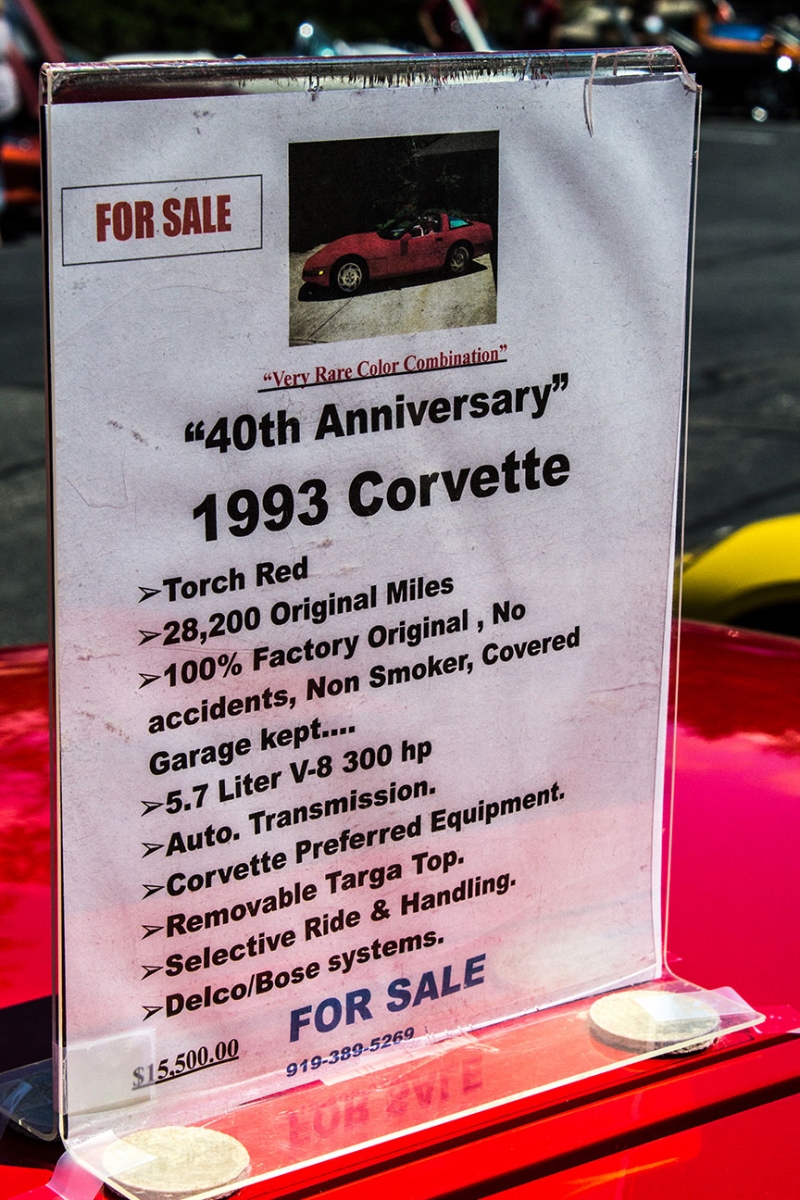 FOR SALE
“Very Rare Color Combination”
“40th Anniversary”
1993 Corvette
➢Torch Red
➢28,200 Original Miles
➢100% Factory Original , No
accidents, Non Smoker, Covered
Garage kept....
➢5.7 Liter V-8 300 hp
➢Auto. Transmission.
➢Corvette Preferred Equipment.
➢Removable Targa Top.
➢Selective Ride & Handling.
➢Delco/Bose systems.
FOR SALE
$15,500.00
919-389-5269